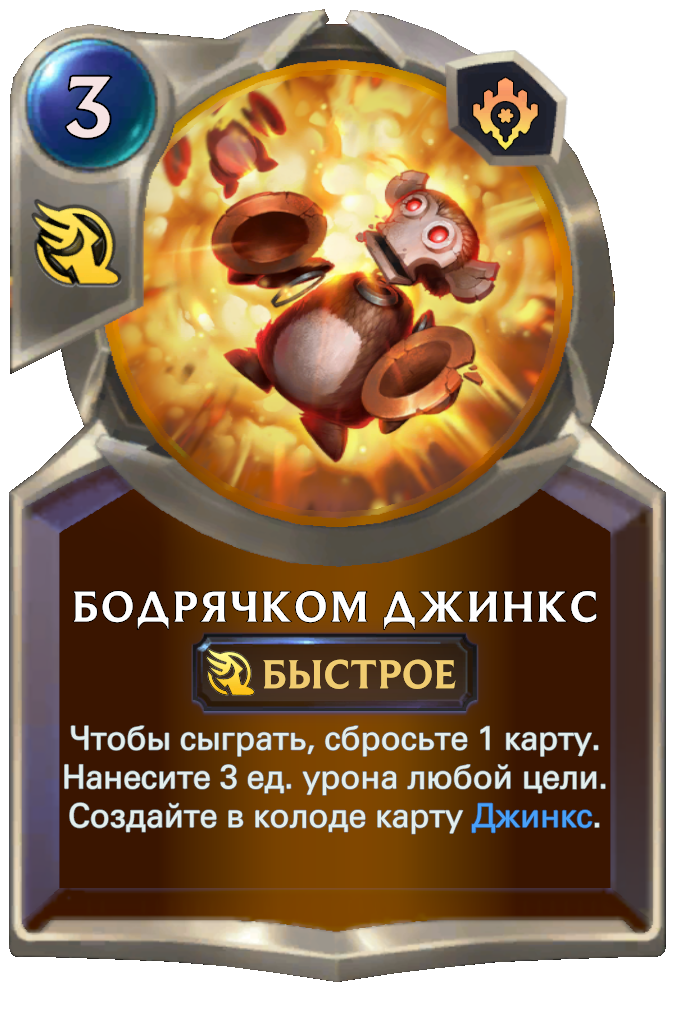 3
БОДРЯЧКОМ ДЖИНКС
БЫСТРОЕ
Чтобы сыграть, сбросьте 1 карту.
Нанесите 3 ед. урона любой цели.
Создайте в колоде карту Джинкс.